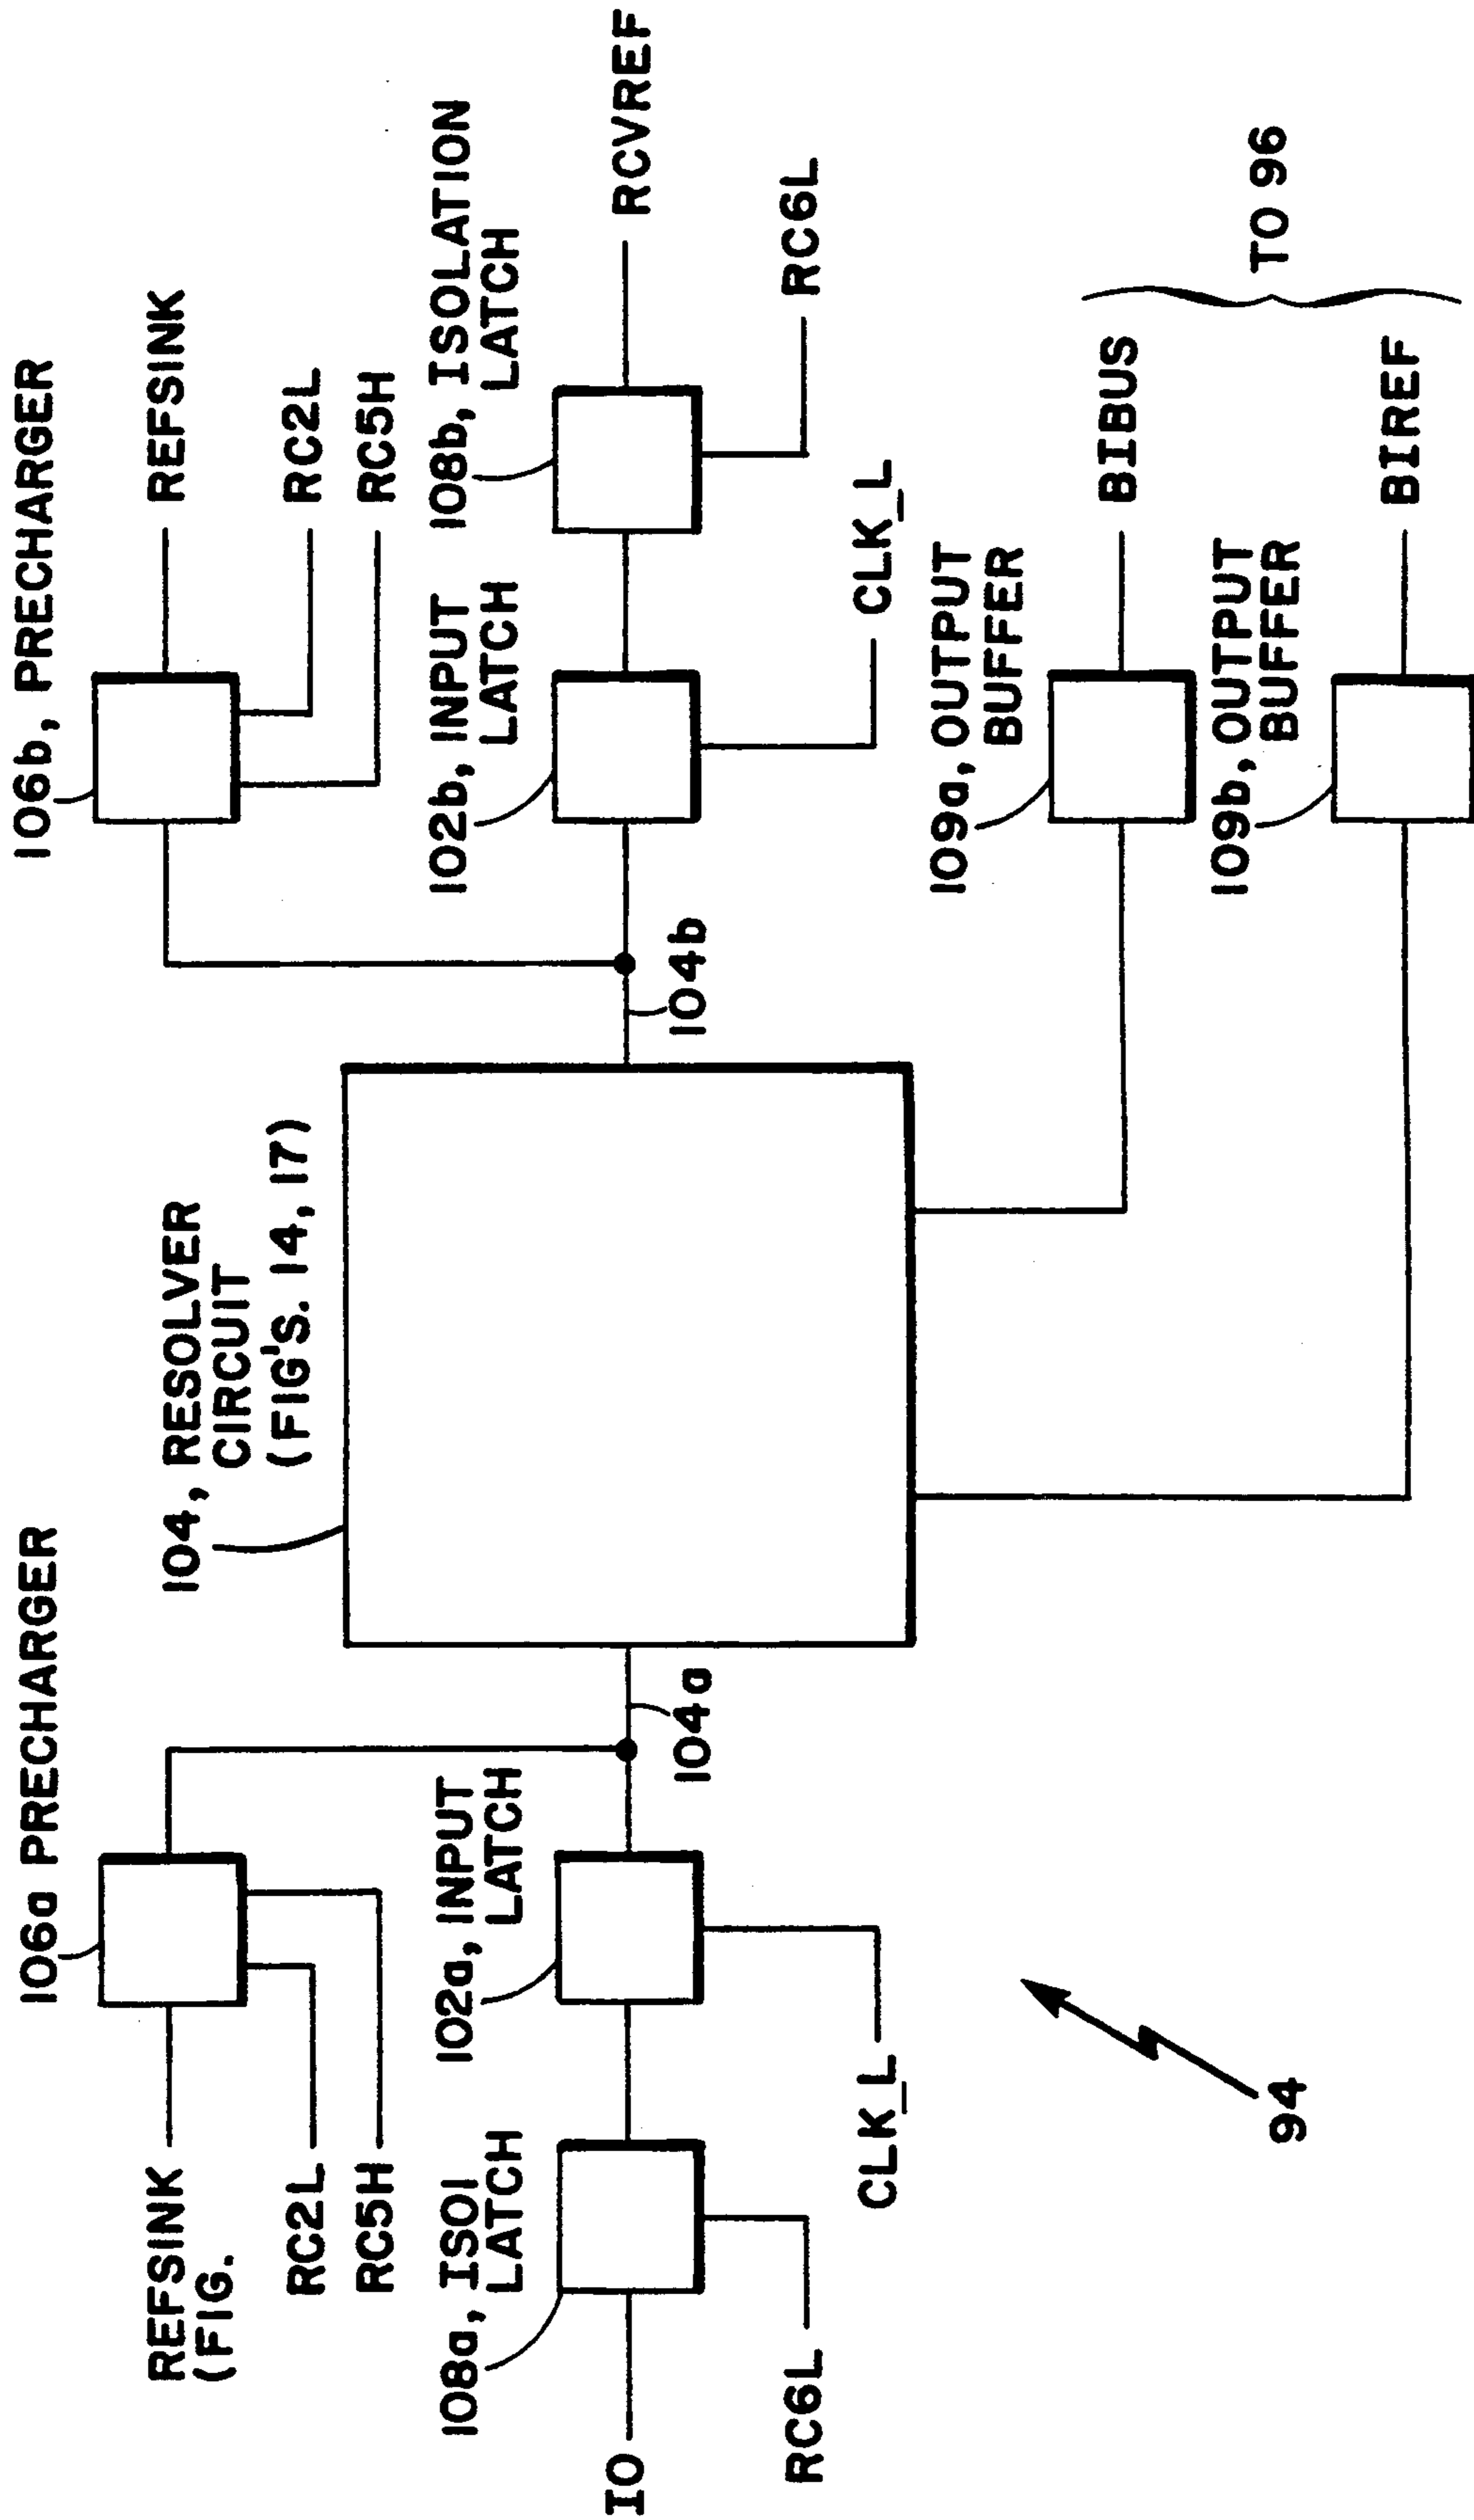 106a PRECHARGER
REFSINK
(FIG.
RC2L
RC5H
108a, ISOl
LATCH
102a, INPUT
LATCH
IO
RC6L
CLK_L
104a
94
104, RESOLVER
CIRCUIT
(FIG'S. 14, 17)
104b
106b, PRECHARGER
REFSINK
RC2L
RC5H
102b, INPUT
LATCH
108b, ISOLATION
LATCH
RCVREF
RC6L
CLK_L
109a, OUTPUT
BUFFER
BIBUS
109b, OUTPUT
BUFFER
BIREF
TO 96